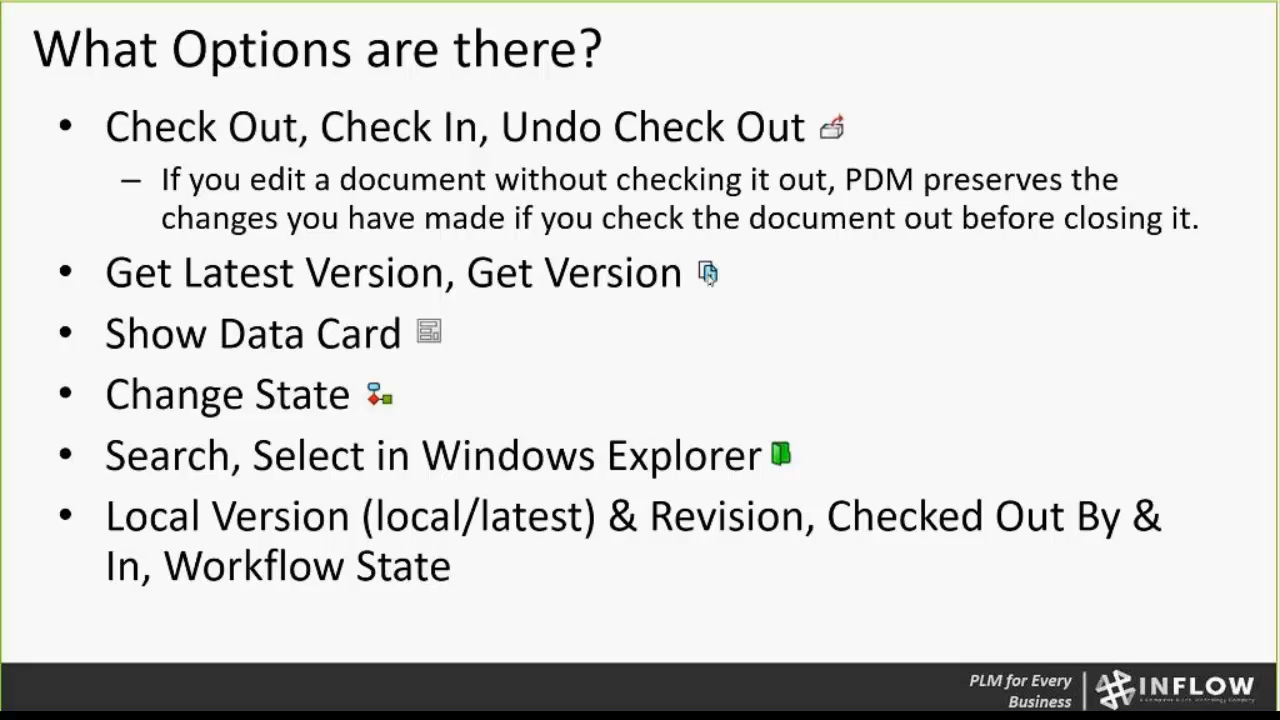 What Options are there?
• Check Out, Check In, Undo Check Out
– If you edit a document without checking it out, PDM preserves the
changes you have made if you check the document out before closing it.
• Get Latest Version, Get Version
• Show Data Card
• Change State
• Search, Select in Windows Explorer
• Local Version (local/latest) & Revision, Checked Out By &
In, Workflow State
PLM for Every
Business
INFLOW